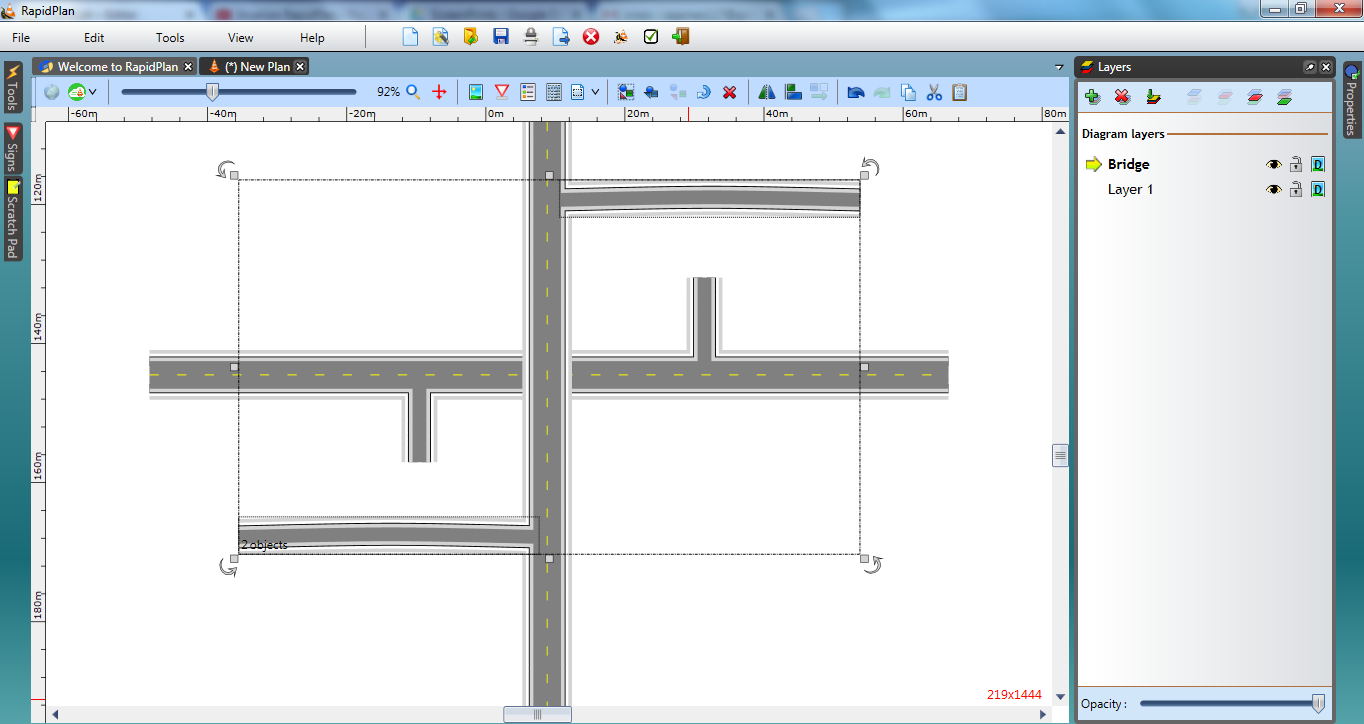 RapidPlan
File Edit Tools View Help
Welcome to RapidPlan (*) New Plan
Layers
Tools
Signs
Scratch Pad
Properties
92%
-60m -40m -20m 0m 20m 40m 60m 80m
120m
140m
160m
180m
Diagram layers
Bridge
Layer 1
2 objects
219x1444
Opacity :